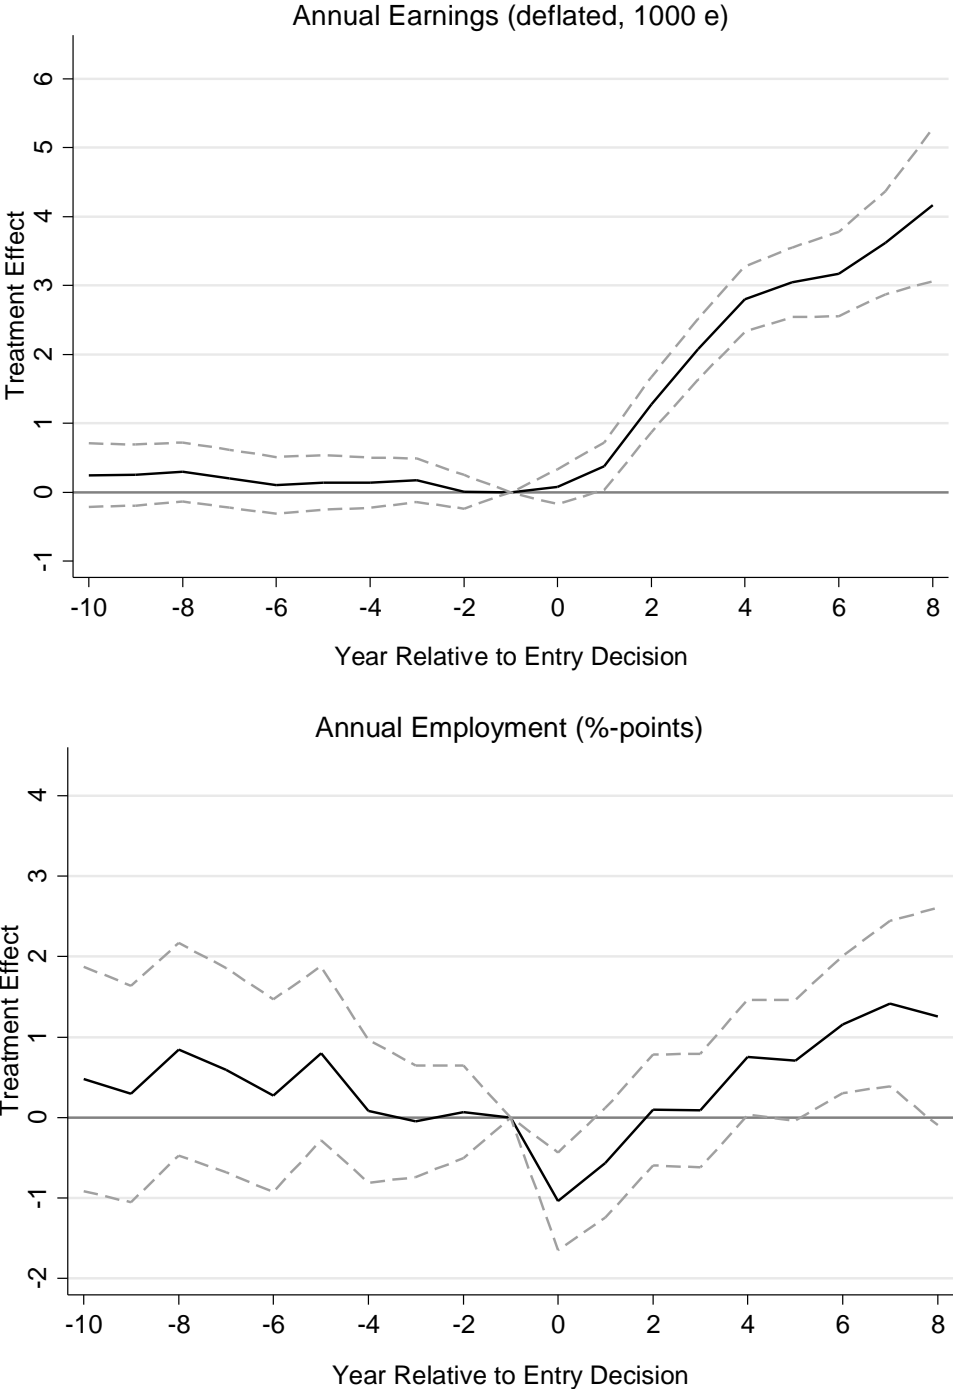 Annual Earnings (deflated, 1000 e)
Treatment Effect
6
5
4
3
2
1
0
-1
-10 -8 -6 -4 -2 0 2 4 6 8
Year Relative to Entry Decision
Annual Employment (%-points)
Treatment Effect
4
3
2
1
0
-1
-2
-10 -8 -6 -4 -2 0 2 4 6 8
Year Relative to Entry Decision